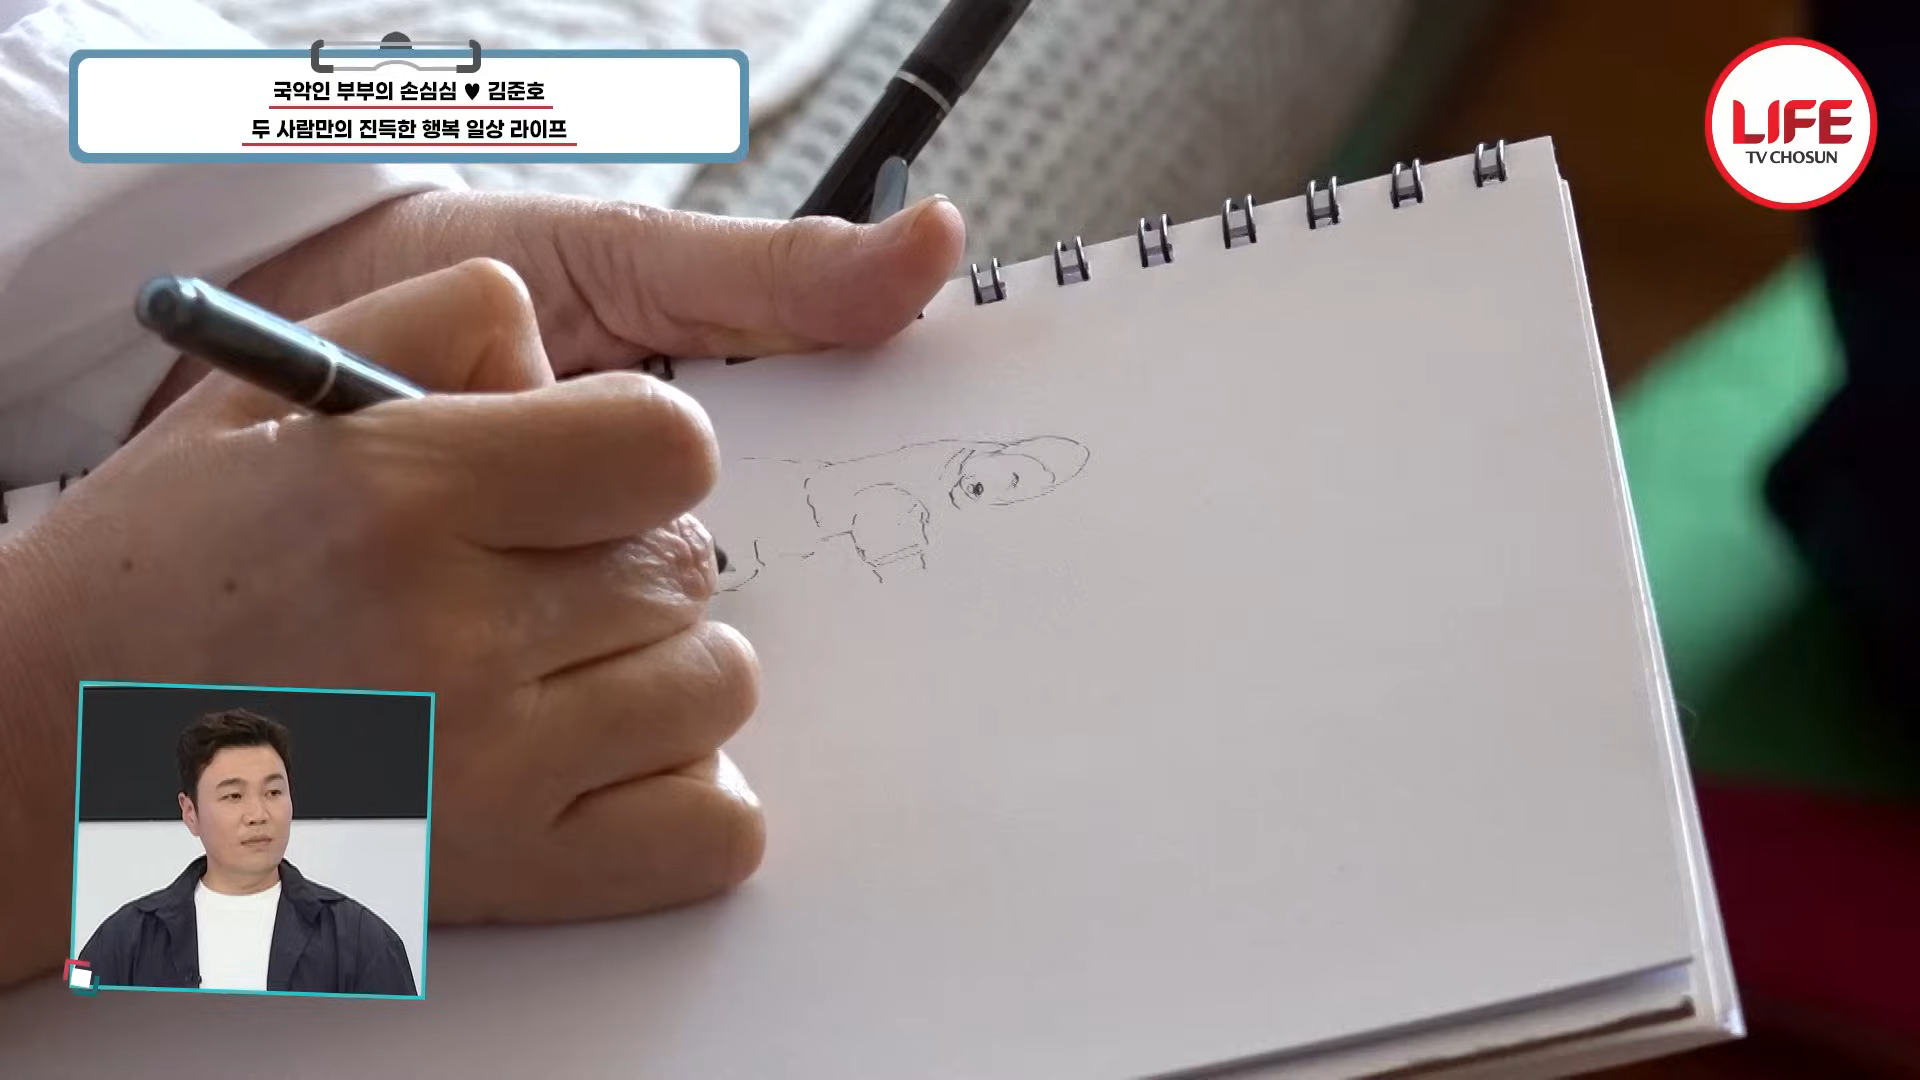 국악인 부부의 손심심 ♥ 김준호
두 사람만의 진득한 행복 일상 라이프
LIFE
TV CHOSUN